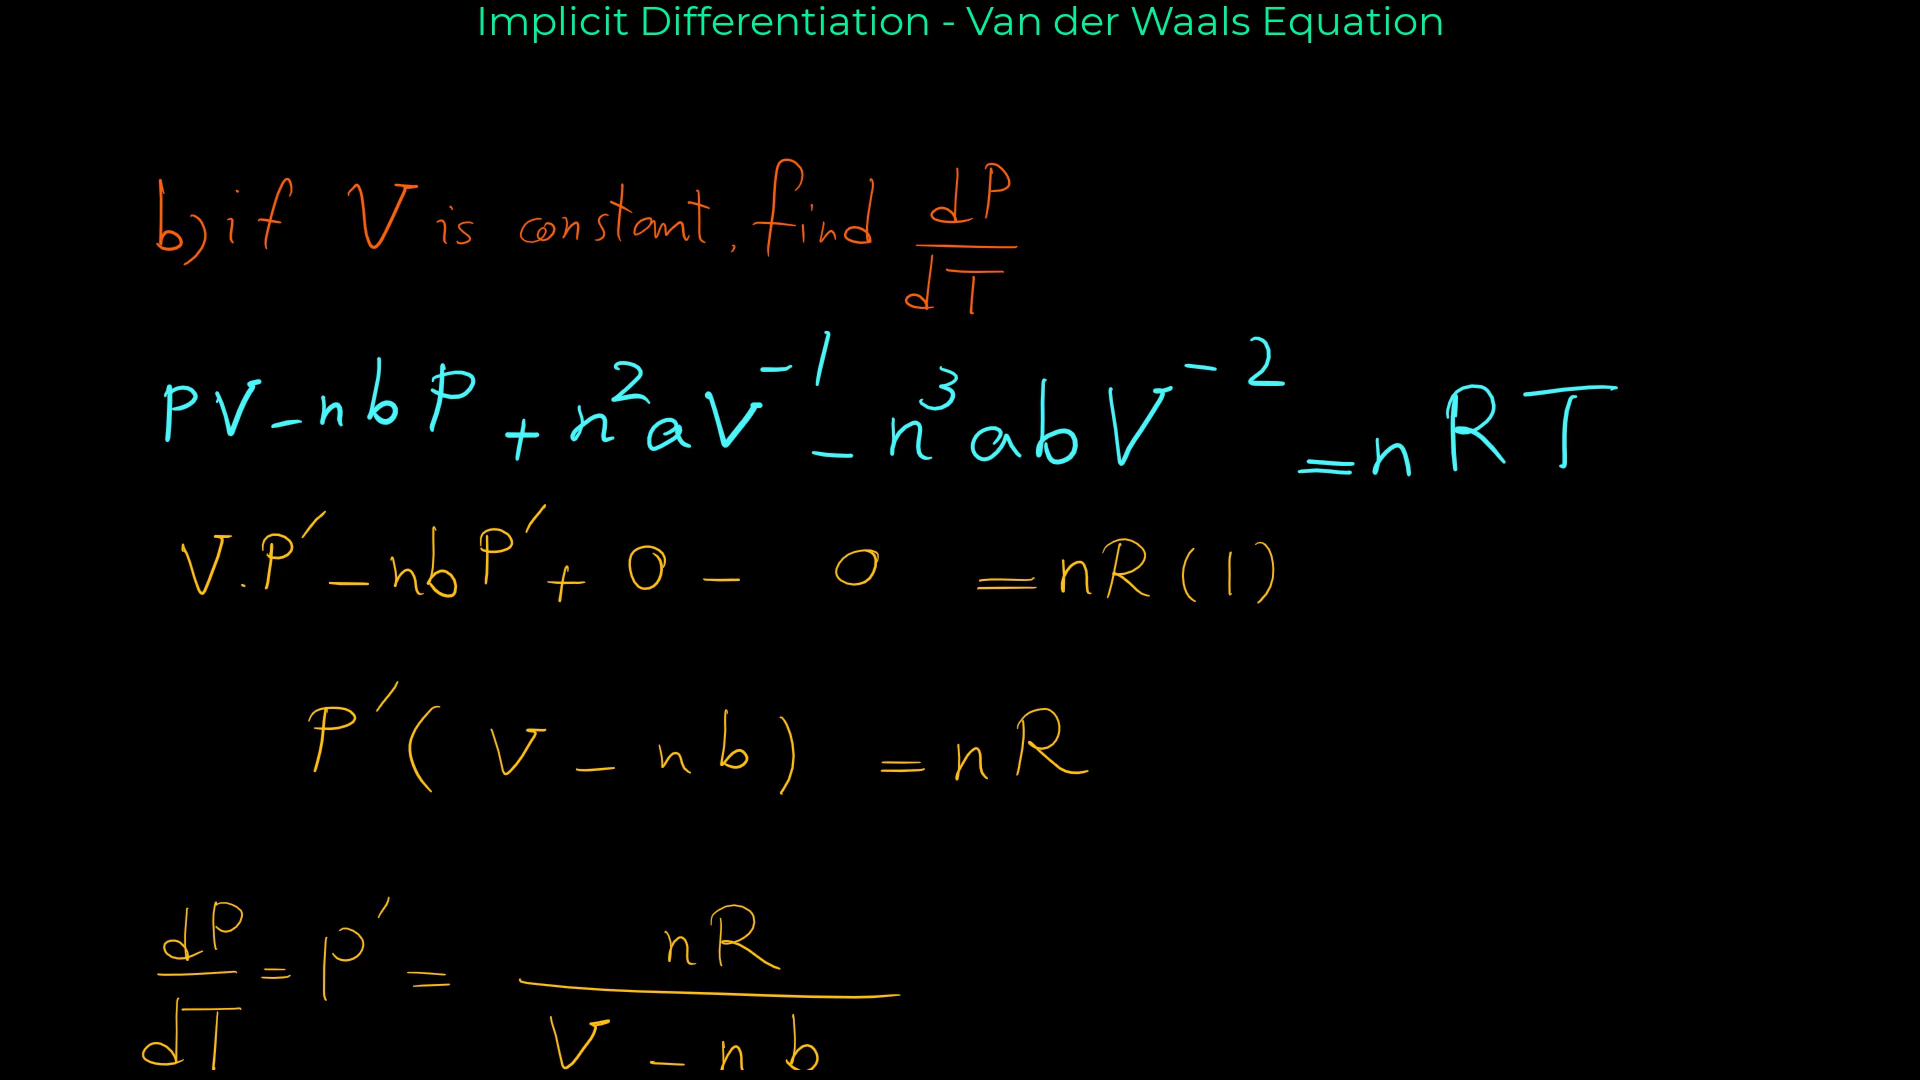 Implicit Differentiation - Van der Waals Equation
b) if V is constant, find dP/dT
PV - nbP + n²aV⁻¹ - n³abV⁻² = nRT
V.P' - nbP' + 0 - 0 = nR(1)
P'(V - nb) = nR
dP/dT = P' = nR/(V - nb)